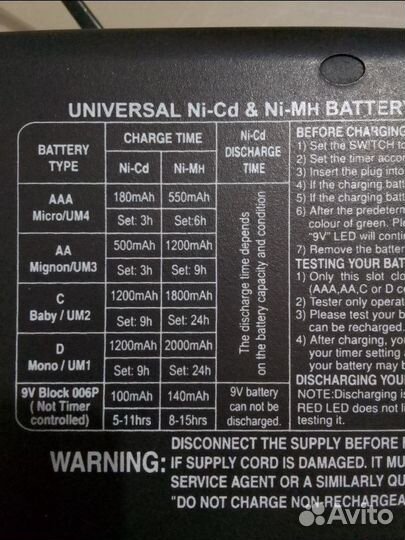 UNIVERSAL Ni-Cd & Ni-MH BATTERY
BATTERY TYPE
CHARGE TIME
Ni-Cd
Ni-MH
Ni-Cd DISCHARGE TIME
AAA
Micro/UM4
180mAh
550mAh
Set: 3h
Set:6h
AA
Mignon/UM3
500mAh
1200mAh
Set: 3h
Set: 9h
C
Baby / UM2
1200mAh
1800mAh
Set: 9h
Set: 24h
D
Mono / UM1
1200mAh
2000mAh
Set: 9h
Set: 24h
The discharge time depends
on the battery capacity and condition
9V Block 006P
( Not Timer
controlled)
100mAh
140mAh
5-11hrs
8-15hrs
9V battery
can not be
discharged.
BEFORE CHARGING
1) Set the SWITCH to
2) Set the timer accor
3) Insert the plug into
4) If the charging bat
5) If the charging batt
6) After the predetern
colour of green. Plea
"9V" LED will contin
7) Remove the batter
TESTING YOUR BAT
1) Only this slot clo
(AAA,AA,C or D ce
2) Tester only operat
3) Please test your b
can be recharged.
4) After charging, you
your timer setting a
your battery may b
DISCHARGING YOU
NOTE:Discharging is
RED LEED does not li
testing it.
WARNING:
DISCONNECT THE SUPPLY BEFORE
IF SUPPLY CORD IS DAMAGED. IT MU
SERVICE AGENT OR A SIMILARLY QU
"DO NOT CHARGE NON-RECHARGEA
Avito